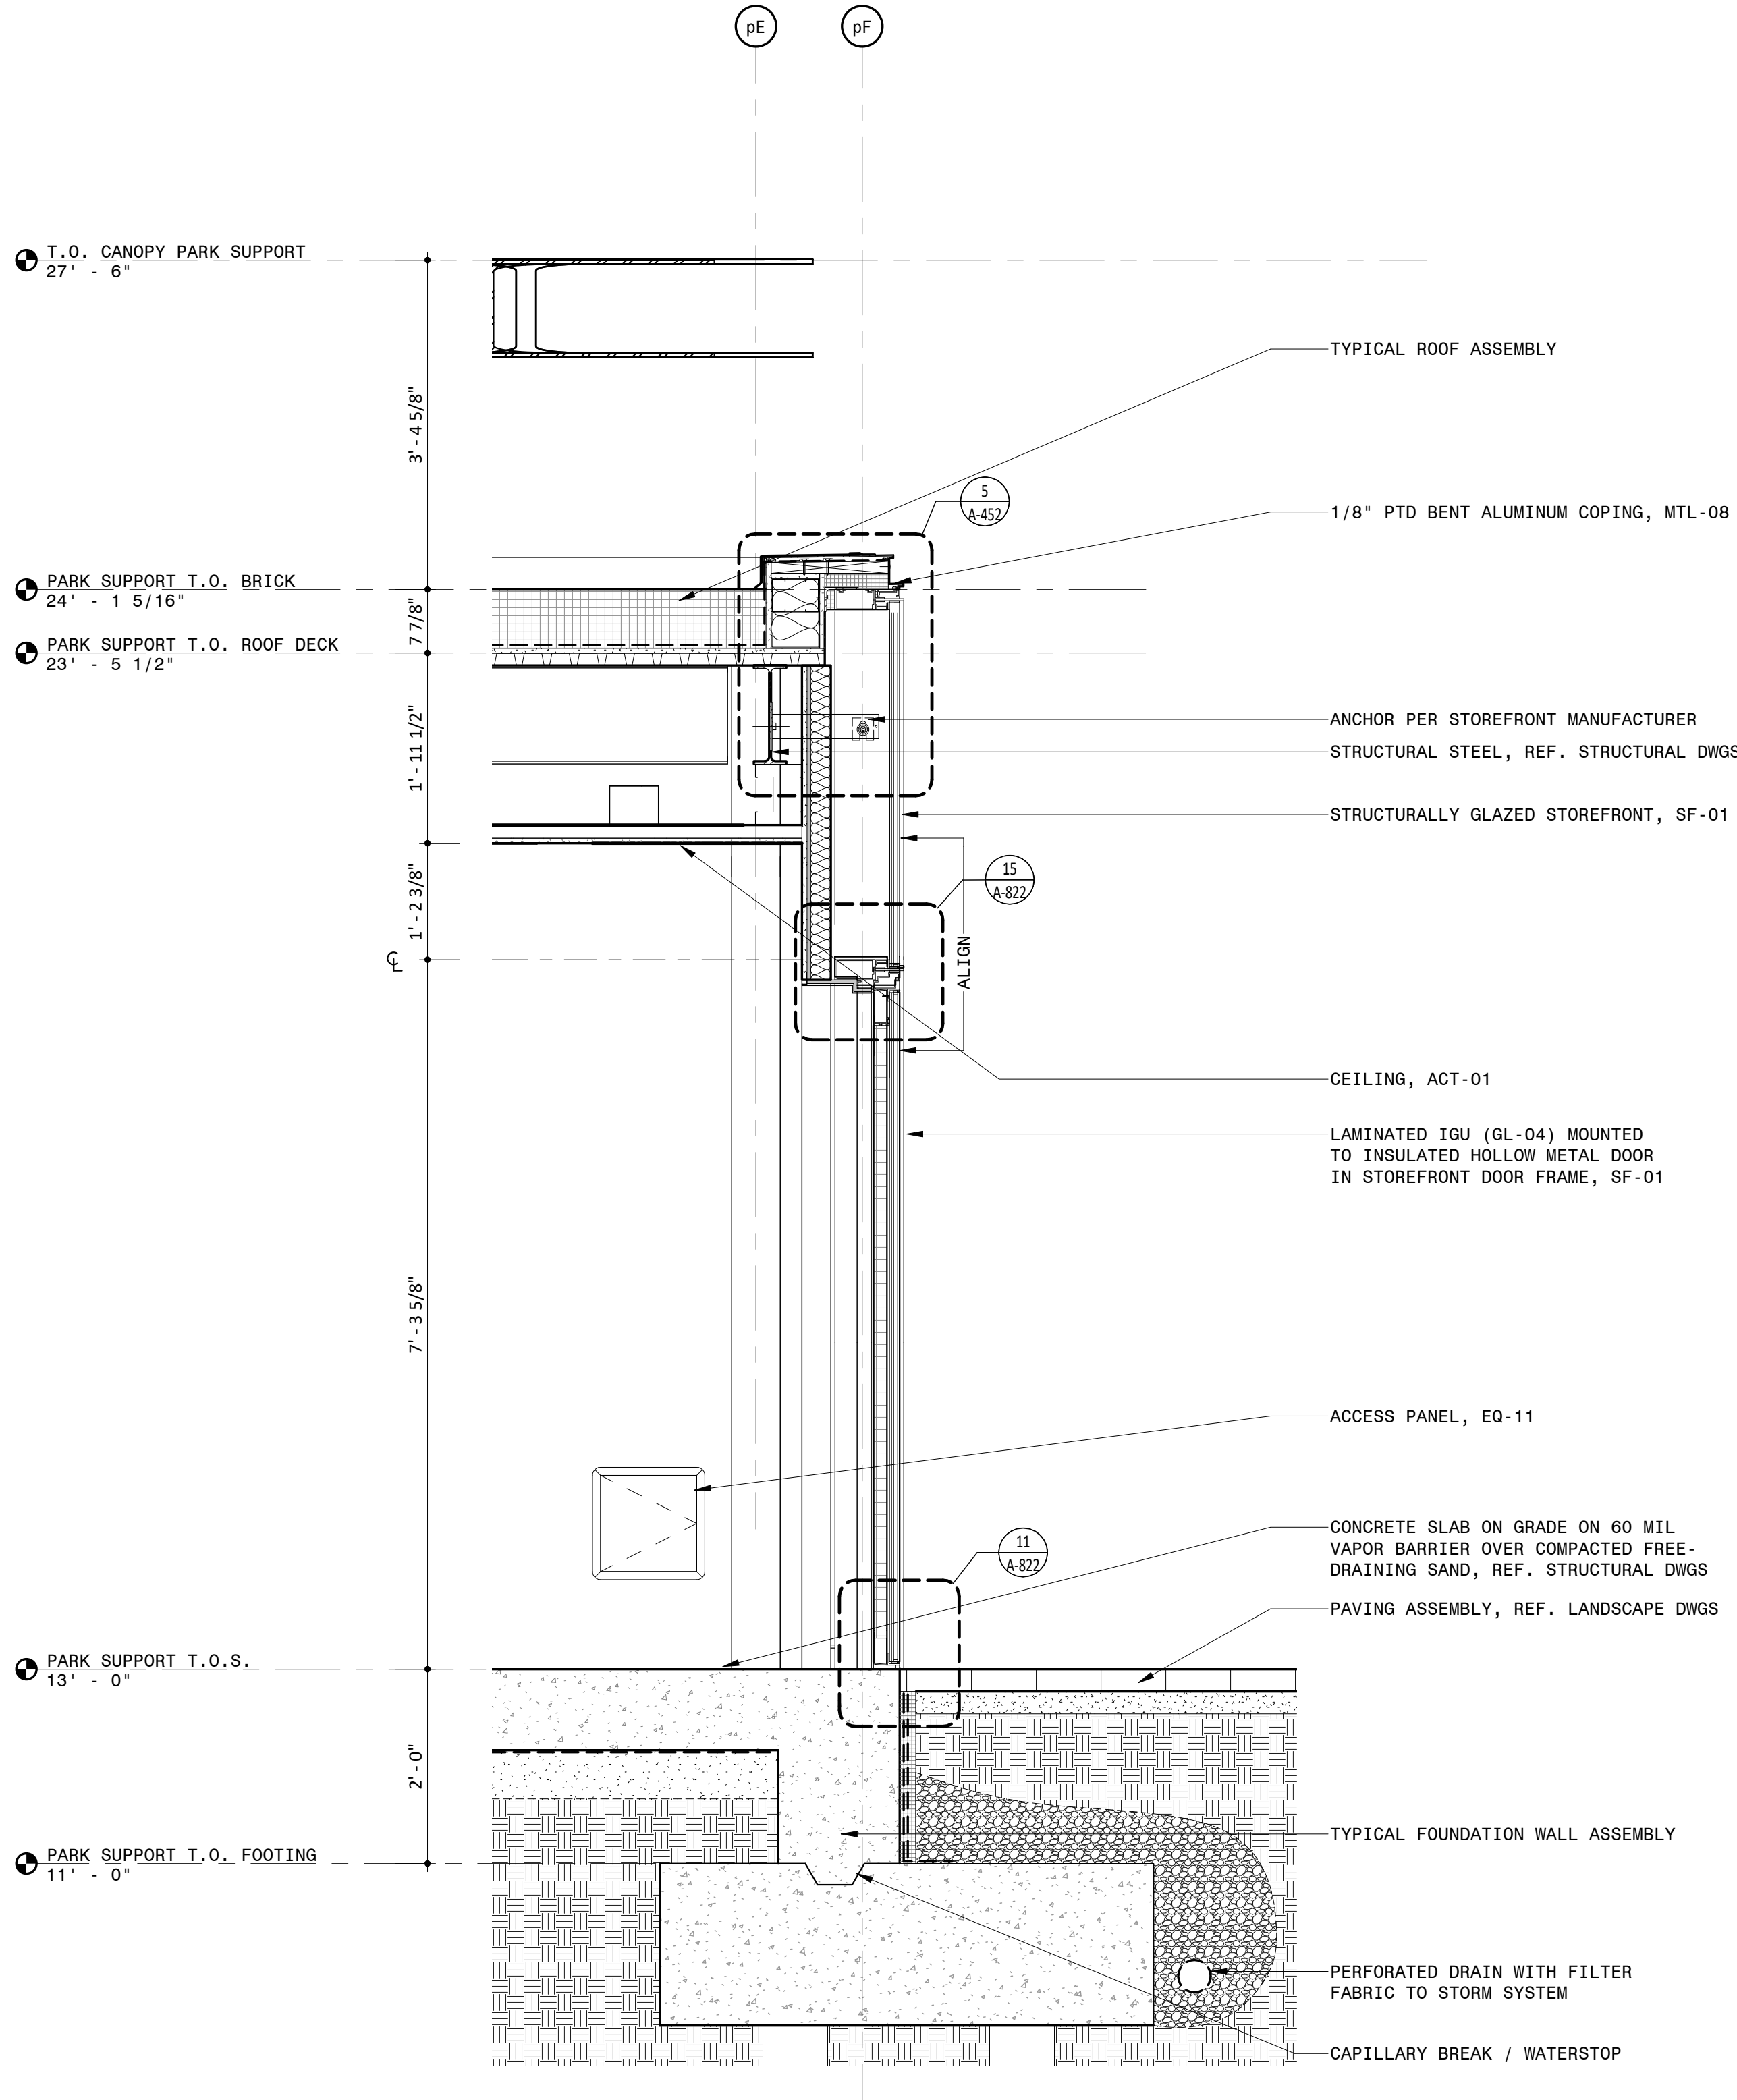 pE
pF
T.O. CANOPY PARK SUPPORT
27' - 6"
3' - 4 5/8"
TYPICAL ROOF ASSEMBLY
5
A-452
1/8" PTD BENT ALUMINUM COPING, MTL-08
PARK SUPPORT T.O. BRICK
24' - 1 5/16"
7 7/8"
PARK SUPPORT T.O. ROOF DECK
23' - 5 1/2"
1' - 11 1/2"
ANCHOR PER STOREFRONT MANUFACTURER
STRUCTURAL STEEL, REF. STRUCTURAL DWGS
STRUCTURALLY GLAZED STOREFRONT, SF-01
15
A-822
1' - 2 3/8"
ALIGN
CL
CEILING, ACT-01
LAMINATED IGU (GL-04) MOUNTED
TO INSULATED HOLLOW METAL DOOR
IN STOREFRONT DOOR FRAME, SF-01
7' - 3 5/8"
ACCESS PANEL, EQ-11
11
A-822
CONCRETE SLAB ON GRADE ON 60 MIL
VAPOR BARRIER OVER COMPACTED FREE-
DRAINING SAND, REF. STRUCTURAL DWGS
PAVING ASSEMBLY, REF. LANDSCAPE DWGS
PARK SUPPORT T.O.S.
13' - 0"
2' - 0"
TYPICAL FOUNDATION WALL ASSEMBLY
PARK SUPPORT T.O. FOOTING
11' - 0"
PERFORATED DRAIN WITH FILTER
FABRIC TO STORM SYSTEM
CAPILLARY BREAK / WATERSTOP